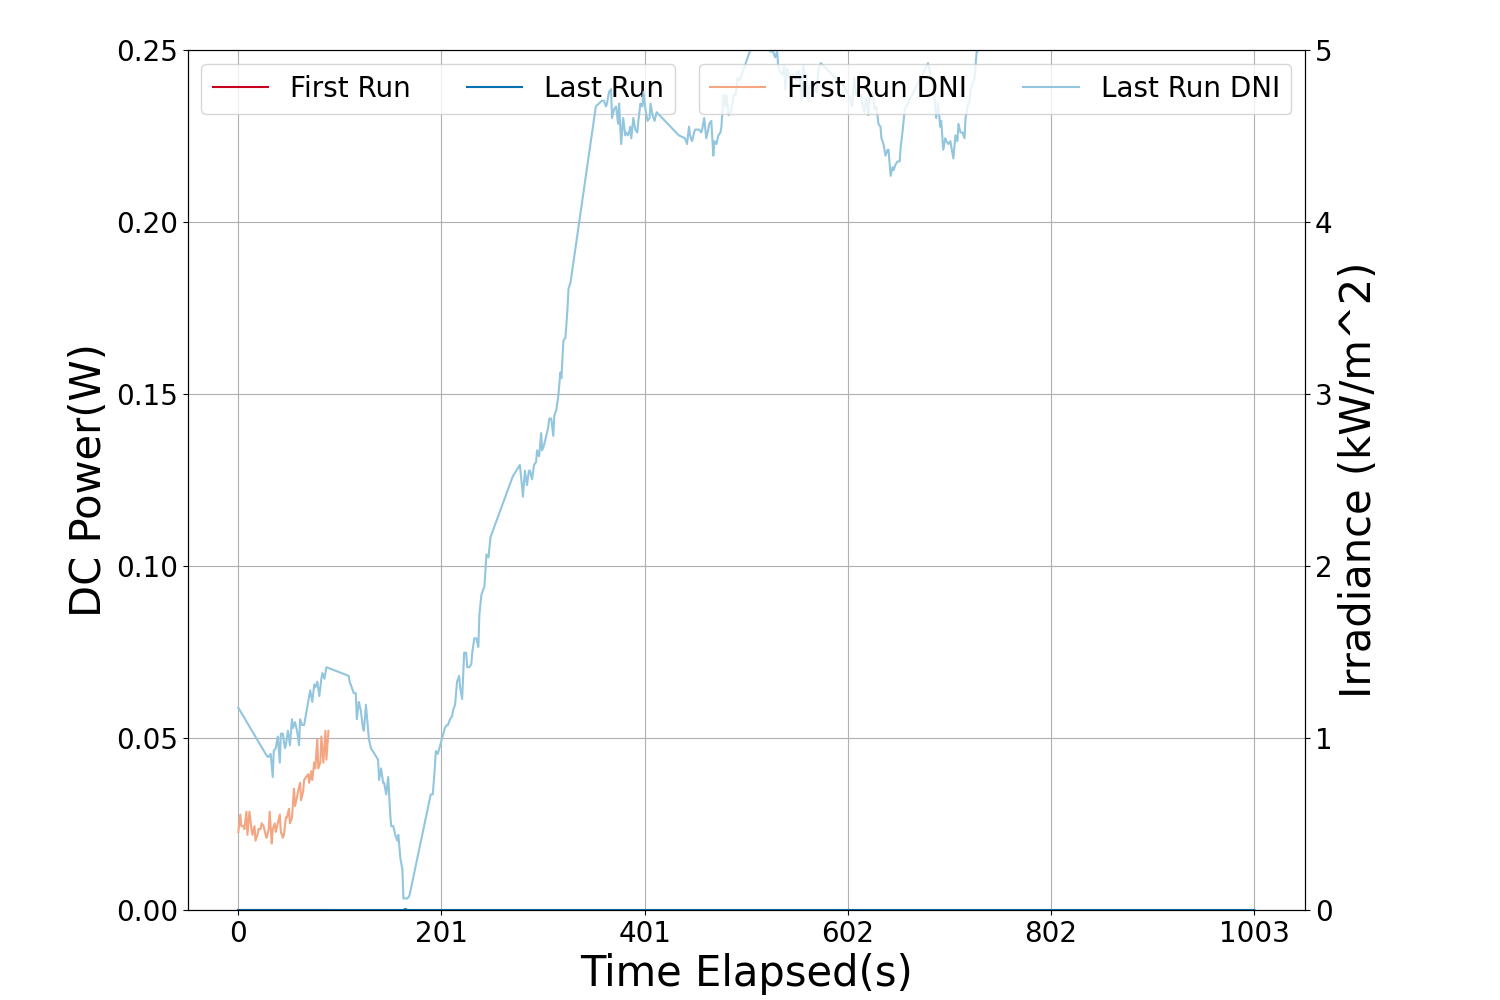 First Run
Last Run
First Run DNI
Last Run DNI
0.25
0.20
0.15
0.10
0.05
0.00
DC Power(W)
5
4
3
2
1
0
Irradiance (kW/m^2)
0 201 401 602 802 1003
Time Elapsed(s)